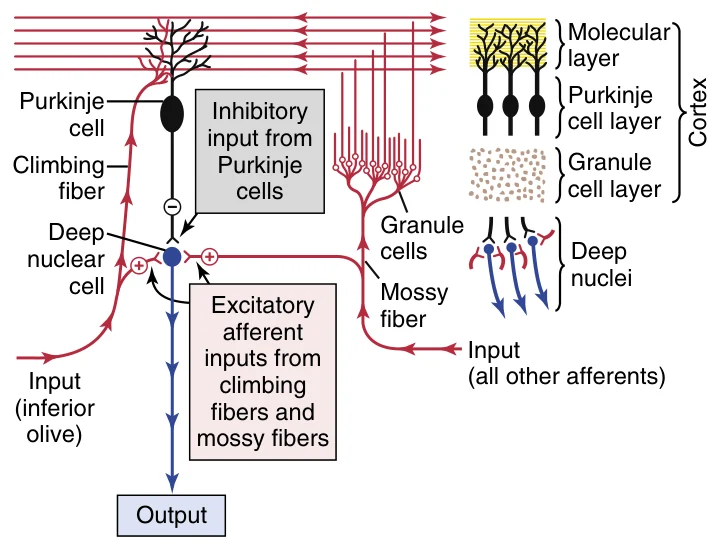 Purkinje
cell
Climbing
fiber
Deep
nuclear
cell
Input
(inferior
olive)
Inhibitory
input from
Purkinje
cells
−
+
+
Excitatory
afferent
inputs from
climbing
fibers and
mossy fibers
Output
Granule
cells
Mossy
fiber
Input
(all other afferents)
Molecular
layer
Purkinje
cell layer
Granule
cell layer
Cortex
Deep
nuclei